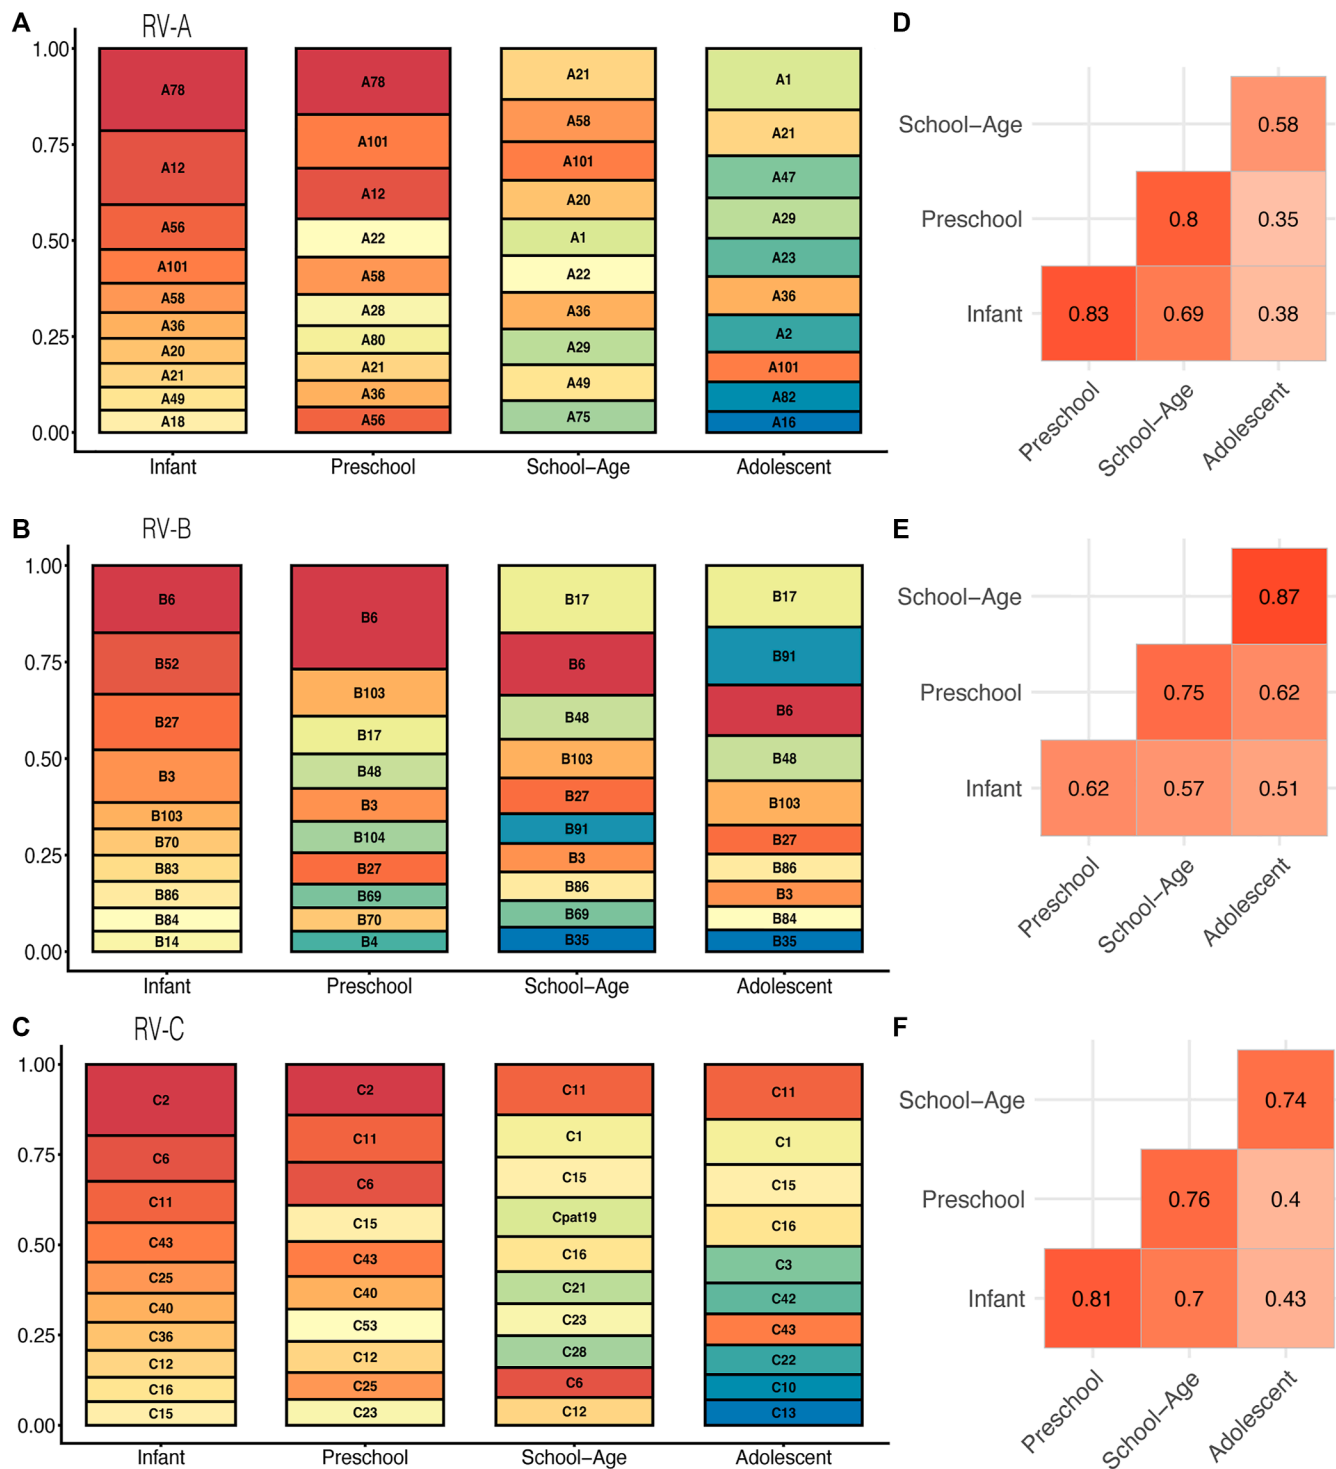 A
RV-A
1.00
0.75
0.50
0.25
0.00
A78
A12
A56
A101
A58
A36
A20
A21
A49
A18
A78
A101
A12
A22
A58
A28
A80
A21
A36
A56
A21
A58
A101
A20
A1
A22
A36
A29
A49
A75
A1
A21
A47
A29
A23
A36
A2
A101
A82
A16
Infant
Preschool
School–Age
Adolescent
D
School–Age
Preschool
Infant
0.58
0.8
0.35
0.83
0.69
0.38
Preschool
School–Age
Adolescent
B
RV-B
1.00
0.75
0.50
0.25
0.00
B6
B52
B27
B3
B103
B70
B83
B86
B84
B14
B6
B103
B17
B48
B3
B104
B27
B69
B70
B4
B17
B6
B48
B103
B27
B91
B3
B86
B69
B35
B17
B91
B6
B48
B103
B27
B86
B3
B84
B35
Infant
Preschool
School–Age
Adolescent
E
School–Age
Preschool
Infant
0.87
0.75
0.62
0.62
0.57
0.51
Preschool
School–Age
Adolescent
C
RV-C
1.00
0.75
0.50
0.25
0.00
C2
C6
C11
C43
C25
C40
C36
C12
C16
C15
C2
C11
C6
C15
C43
C40
C53
C12
C25
C23
C11
C1
C15
Cpat19
C16
C21
C23
C28
C6
C12
C11
C1
C15
C16
C3
C42
C43
C22
C10
C13
Infant
Preschool
School–Age
Adolescent
F
School–Age
Preschool
Infant
0.74
0.76
0.4
0.81
0.7
0.43
Preschool
School–Age
Adolescent